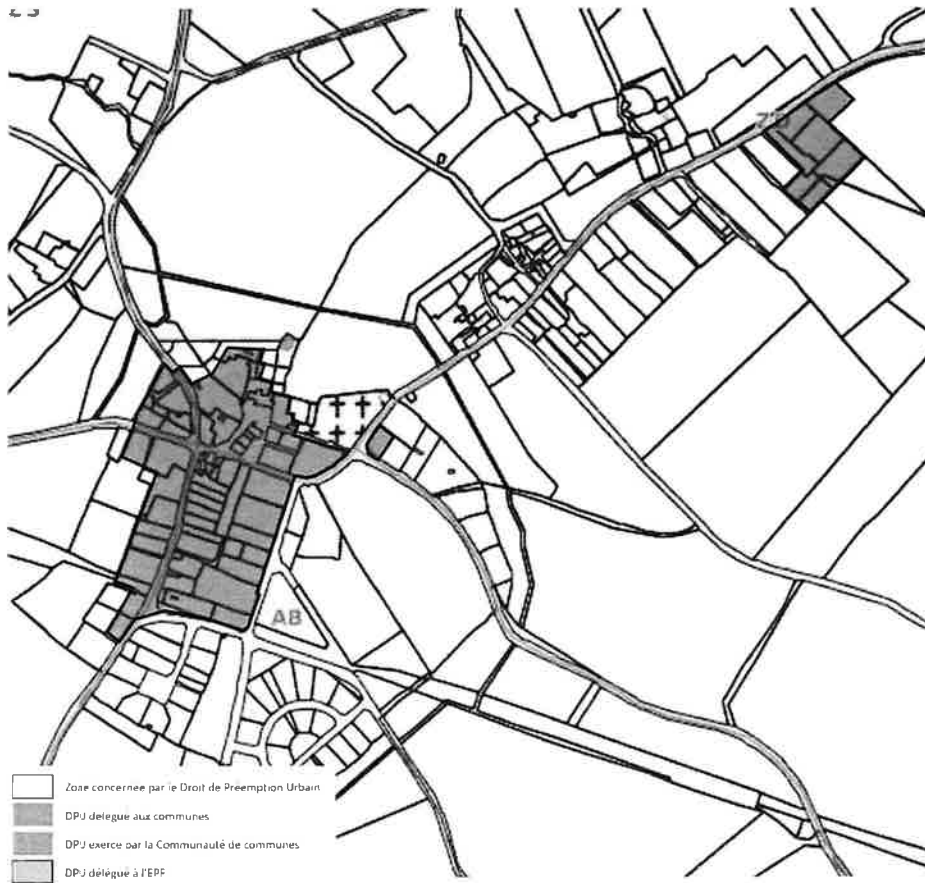 AB
Zone concernée par le Droit de Préemption Urbain
DPU délégué aux communes
DPU exercé par la Communauté de communes
DPU délégué à l'EPF